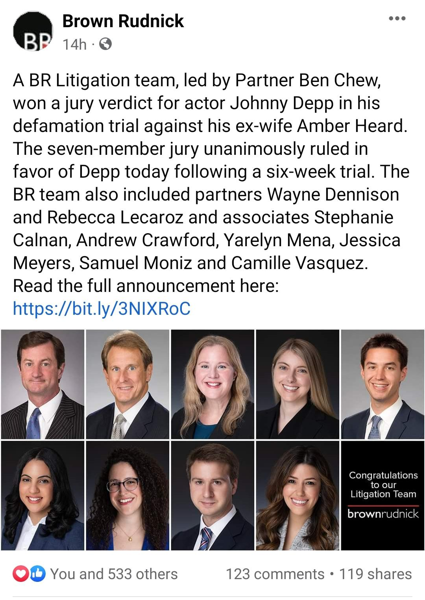 Brown Rudnick
BR
14h ·
A BR Litigation team, led by Partner Ben Chew,
won a jury verdict for actor Johnny Depp in his
defamation trial against his ex-wife Amber Heard.
The seven-member jury unanimously ruled in
favor of Depp today following a six-week trial. The
BR team also included partners Wayne Dennison
and Rebecca Lecaroz and associates Stephanie
Calnan, Andrew Crawford, Yarelyn Mena, Jessica
Meyers, Samuel Moniz and Camille Vasquez.
Read the full announcement here:
https://bit.ly/3NIXRoC
Congratulations
to our
Litigation Team
brownrudnick
You and 533 others
123 comments • 119 shares